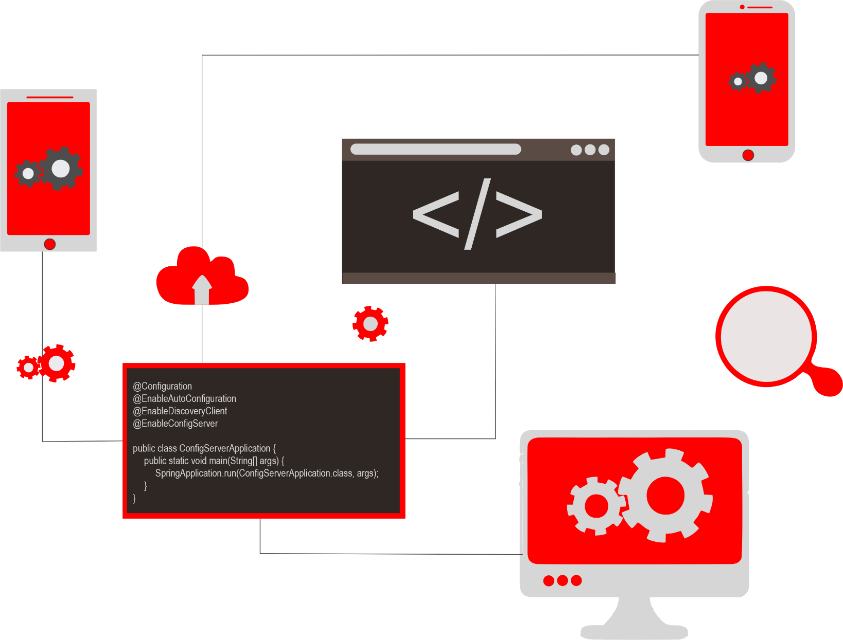 </>
@Configuration
@EnableAutoConfiguration
@EnableDiscoveryClient
@EnableConfigServer
public class ConfigServerApplication {
public static void main(String[] args) {
SpringApplication.run(ConfigServerApplication.class, args);
}
}